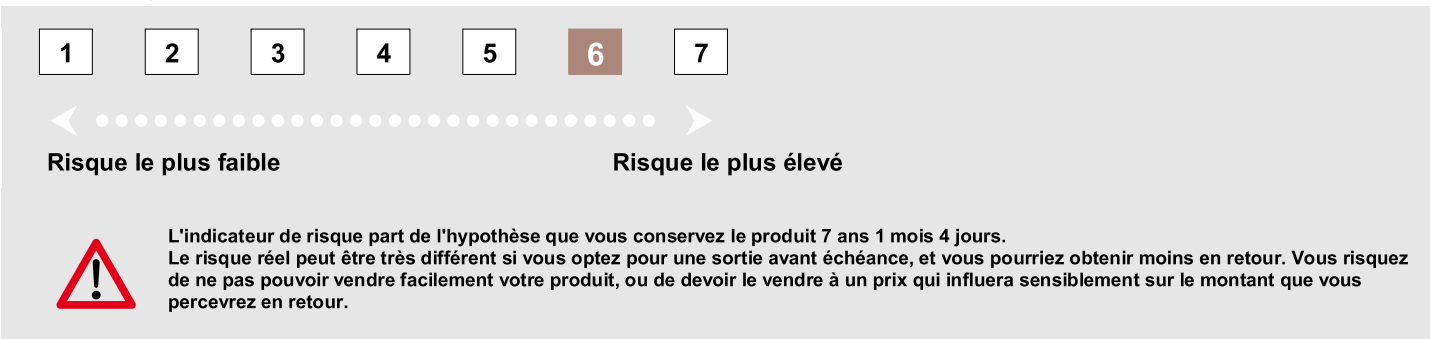 1 2 3 4 5 6 7
Risque le plus faible Risque le plus élevé
L'indicateur de risque part de l'hypothèse que vous conservez le produit 7 ans 1 mois 4 jours.
Le risque réel peut être très différent si vous optez pour une sortie avant échéance, et vous pourriez obtenir moins en retour. Vous risquez
de ne pas pouvoir vendre facilement votre produit, ou de devoir le vendre à un prix qui influera sensiblement sur le montant que vous
percevrez en retour.